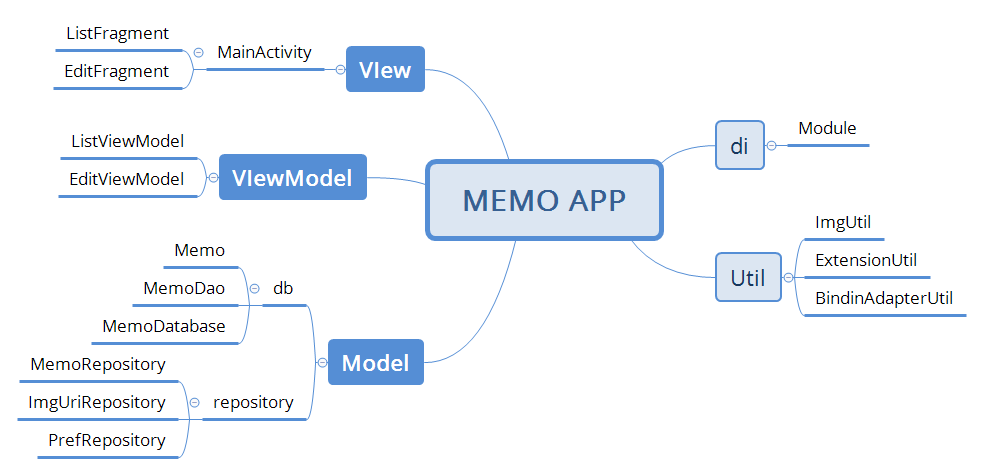 ListFragment
EditFragment
MainActivity
VIew
ListViewModel
EditViewModel
VIewModel
Memo
MemoDao
MemoDatabase
db
MemoRepository
ImgUriRepository
PrefRepository
repository
Model
MEMO APP
di
Module
Util
ImgUtil
ExtensionUtil
BindinAdapterUtil